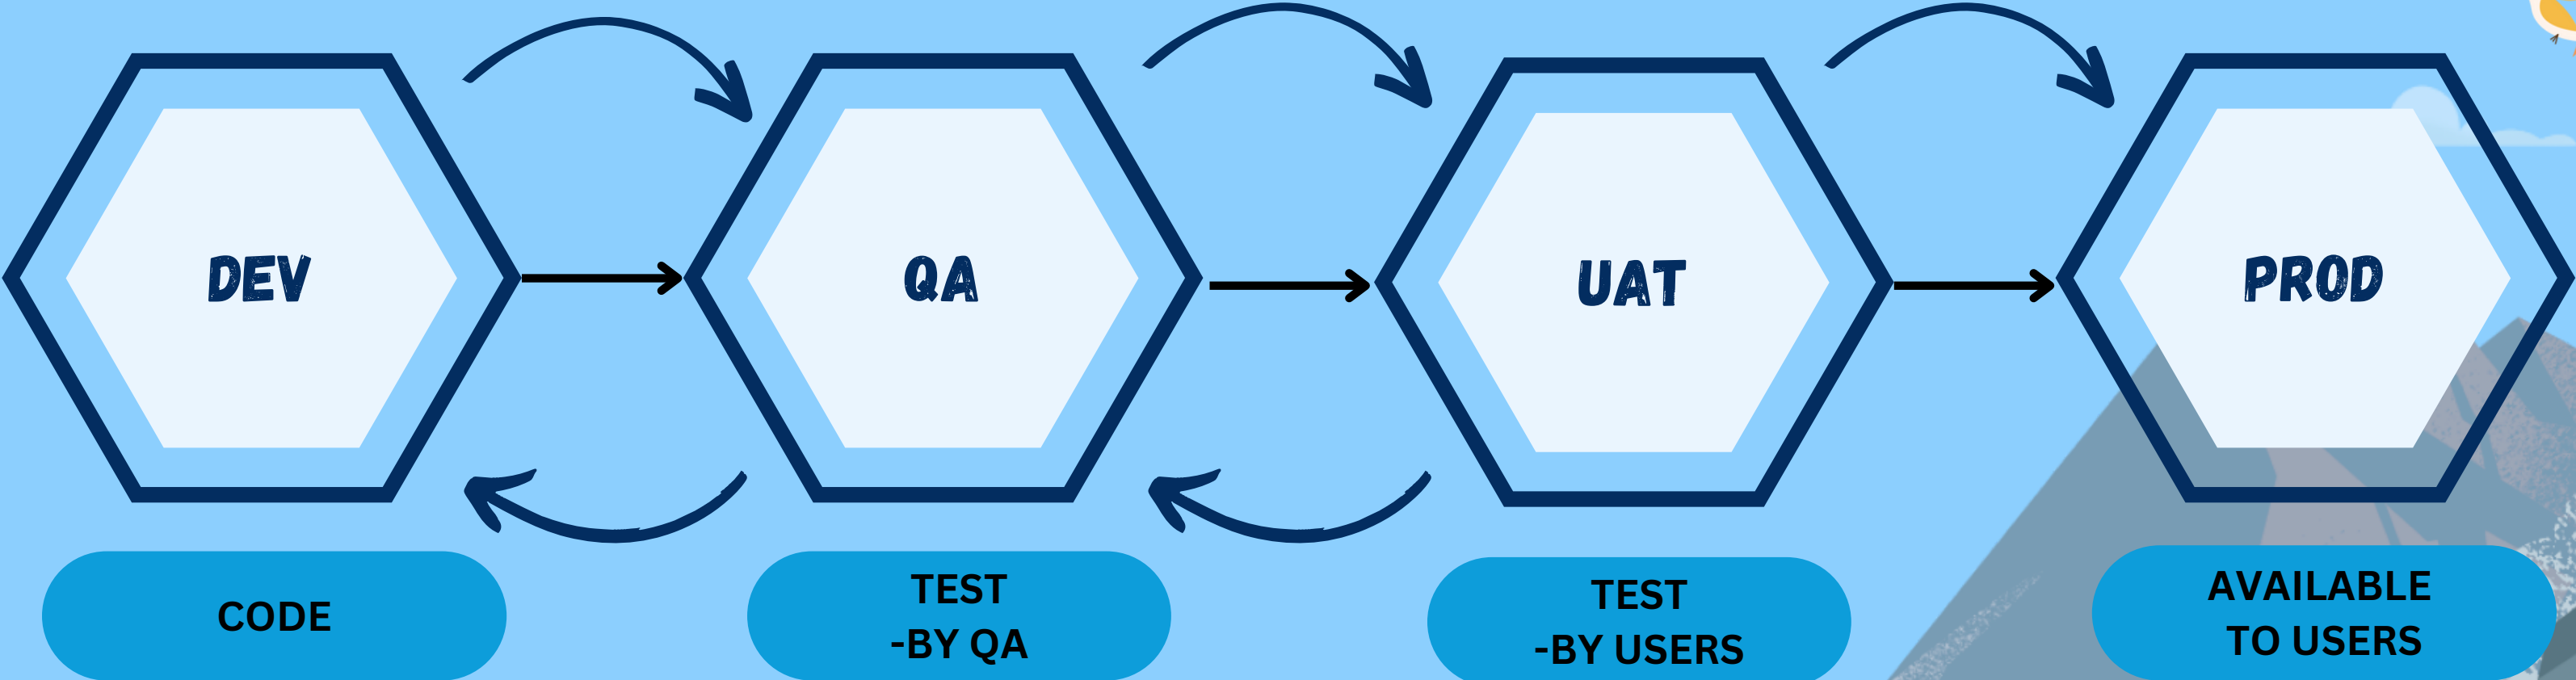 DEV
QA
UAT
PROD
CODE
TEST
-BY QA
TEST
-BY USERS
AVAILABLE
TO USERS